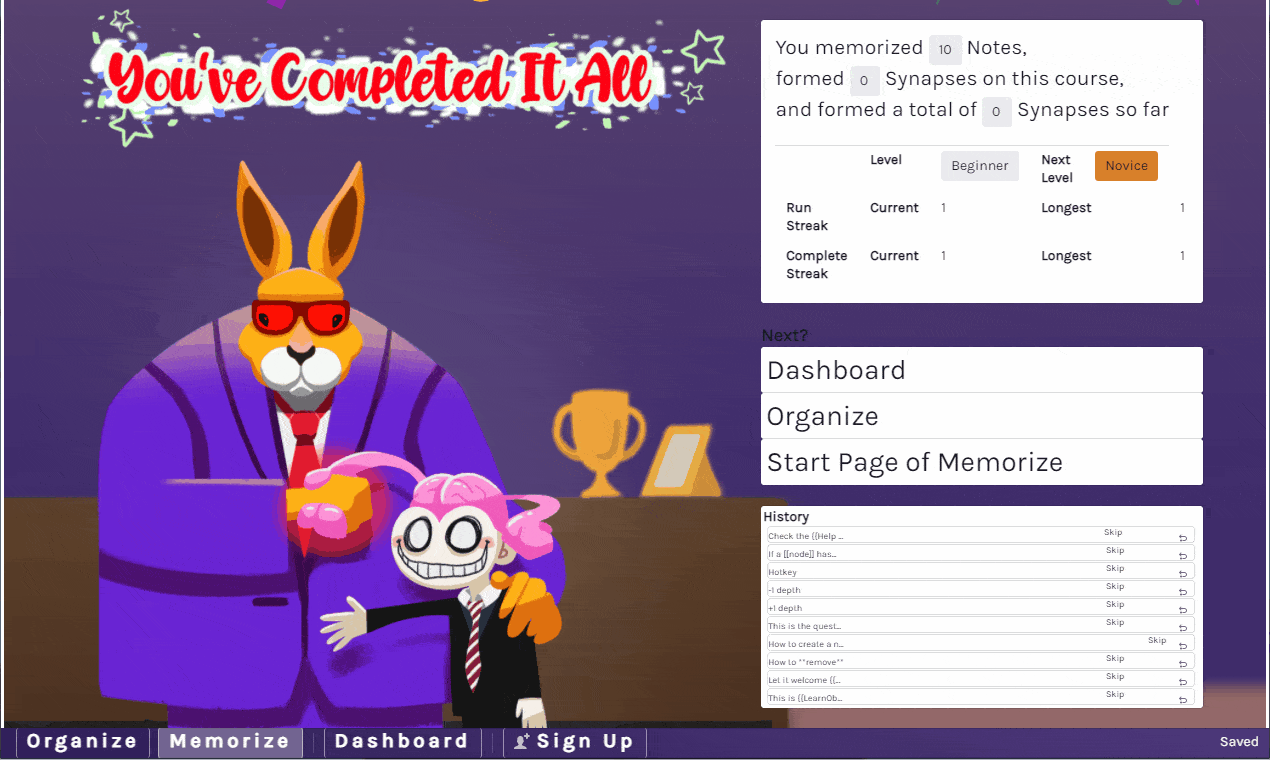 You've Completed It All
You memorized 10 Notes,
formed 0 Synapses on this course,
and formed a total of 0 Synapses so far
Level Beginner Next Level Novice
Run Streak Current 1 Longest 1
Complete Streak Current 1 Longest 1
Next?
Dashboard
Organize
Start Page of Memorize
History
Check the {{Help ... Skip
If a [[node]] has... Skip
Hotkey Skip
-1 depth Skip
+1 depth Skip
This is the quest... Skip
How to create a n... Skip
How to **remove** Skip
Let it welcome {{... Skip
This is {{LearnOb... Skip
Organize Memorize Dashboard Sign Up Saved